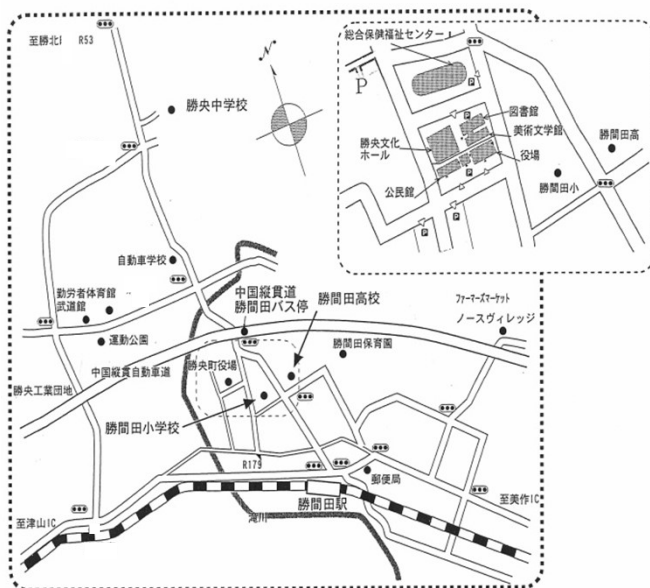 至勝北I R53
勝央中学校
自動車学校
勤労者体育館
武道館
運動公園
中国縦貫道
勝間田バス停
勝間田高校
ファーマーズマーケット
ノースヴィレッジ
勝間田保育園
中国縦貫自動車道
勝央町役場
勝央工業団地
勝間田小学校
R179
郵便局
勝間田駅
滝川
至津山IC
至美作IC
N
総合保健福祉センター
P
P
図書館
P
美術文学館
勝央文化
ホール
役場
P
公民館
P
P
勝間田高
勝間田小